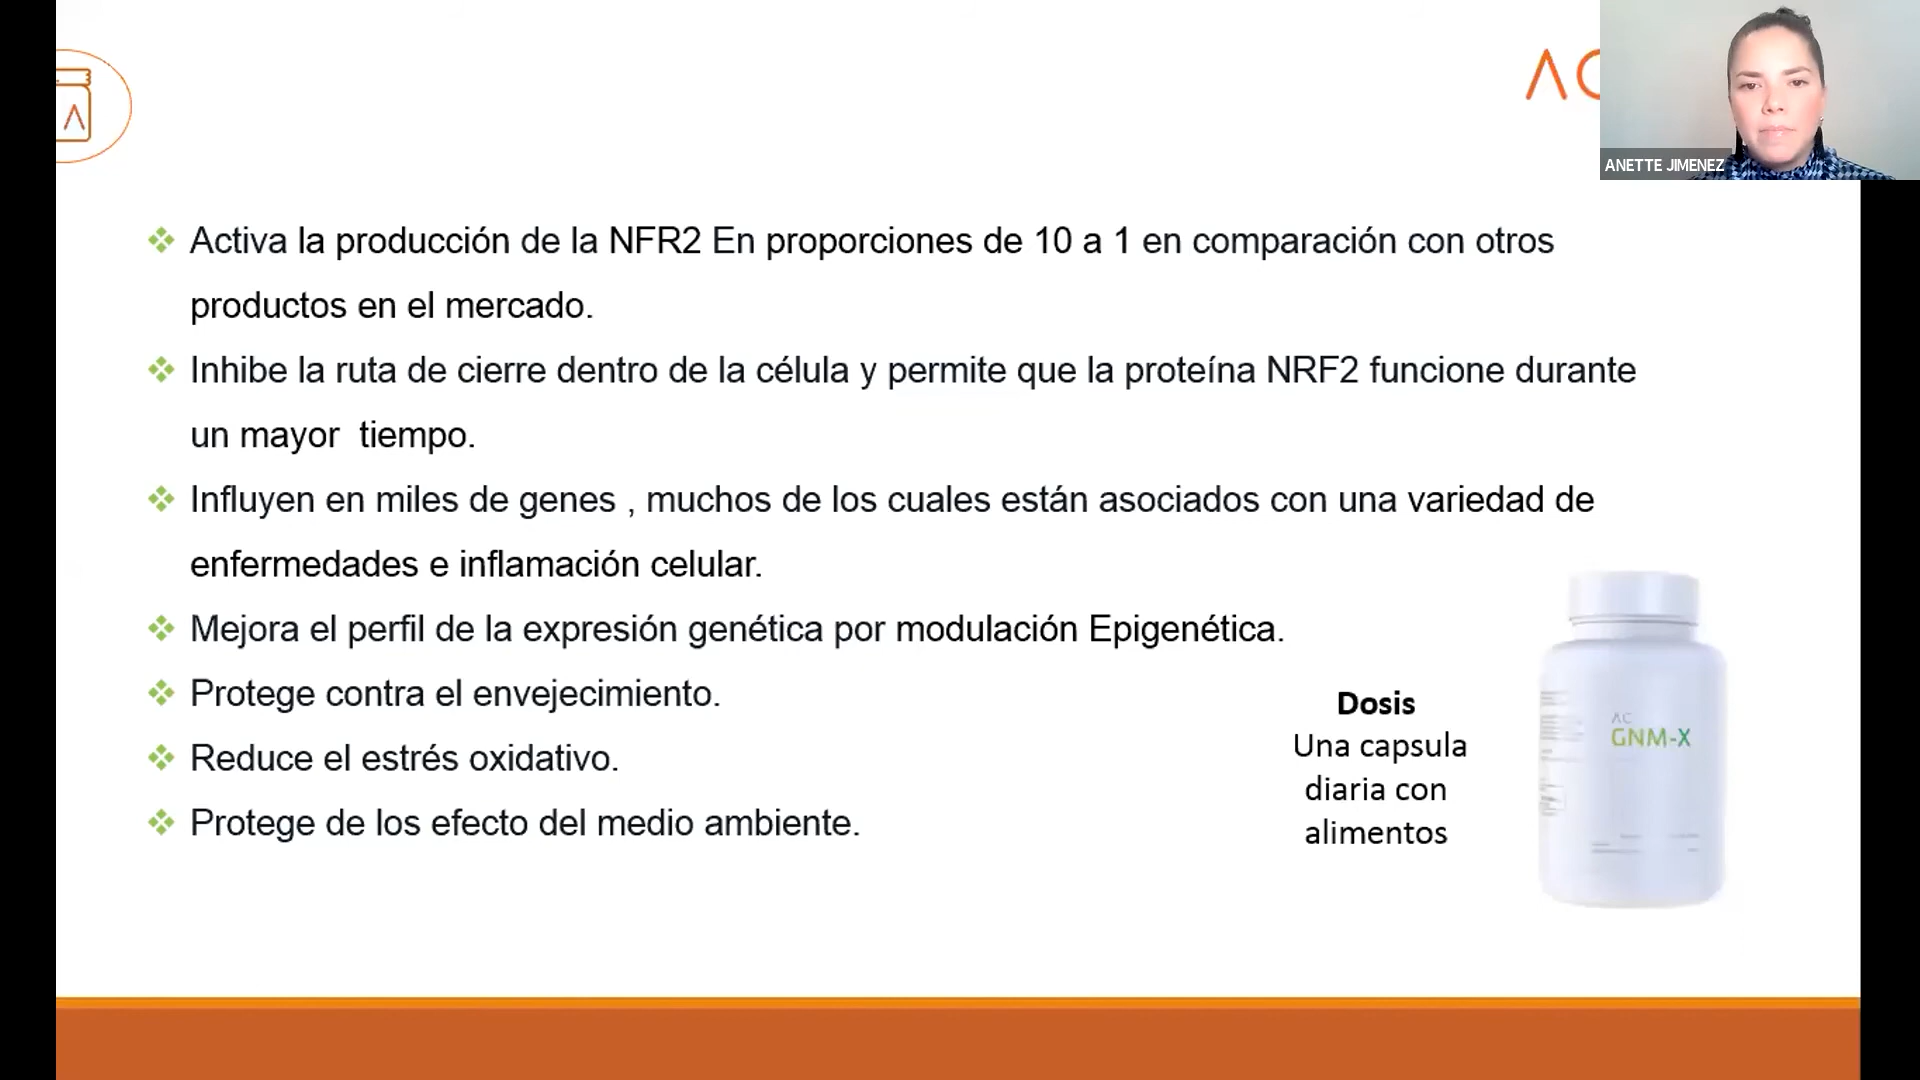 AC
ANETTE JIMENEZ
Activa la producción de la NFR2 En proporciones de 10 a 1 en comparación con otros
productos en el mercado.
Inhibe la ruta de cierre dentro de la célula y permite que la proteína NRF2 funcione durante
un mayor  tiempo.
Influyen en miles de genes , muchos de los cuales están asociados con una variedad de
enfermedades e inflamación celular.
Mejora el perfil de la expresión genética por modulación Epigenética.
Protege contra el envejecimiento.
Reduce el estrés oxidativo.
Protege de los efecto del medio ambiente.
Dosis
Una capsula
diaria con
alimentos
AC
GNM-X